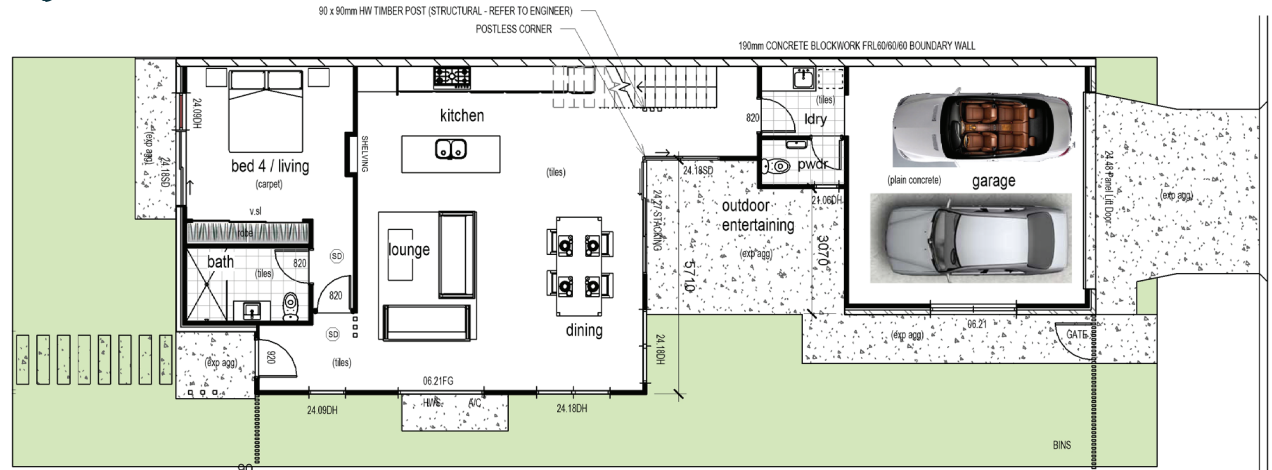 90 x 90mm HW TIMBER POST (STRUCTURAL - REFER TO ENGINEER)
POSTLESS CORNER
190mm CONCRETE BLOCKWORK FRL60/60/60 BOUNDARY WALL
24.09DH
(exp agg)
24.18SD
bed 4 / living
(carpet)
v.sl
robe
SHELVING
kitchen
(tiles)
820
ldry
(tiles)
pwdr
24.18SD
21.06DH
(plain concrete)
garage
24.48 Panel Lift Door
(exp agg)
outdoor
entertaining
(exp agg)
24.27 STACKING
5710
3070
bath
(tiles)
820
SD
820
SD
lounge
dining
(exp agg)
920
(tiles)
24.18DH
06.21
(exp agg)
GATE
06.21FG
24.09DH
HWS
A/C
24.18DH
BINS
90